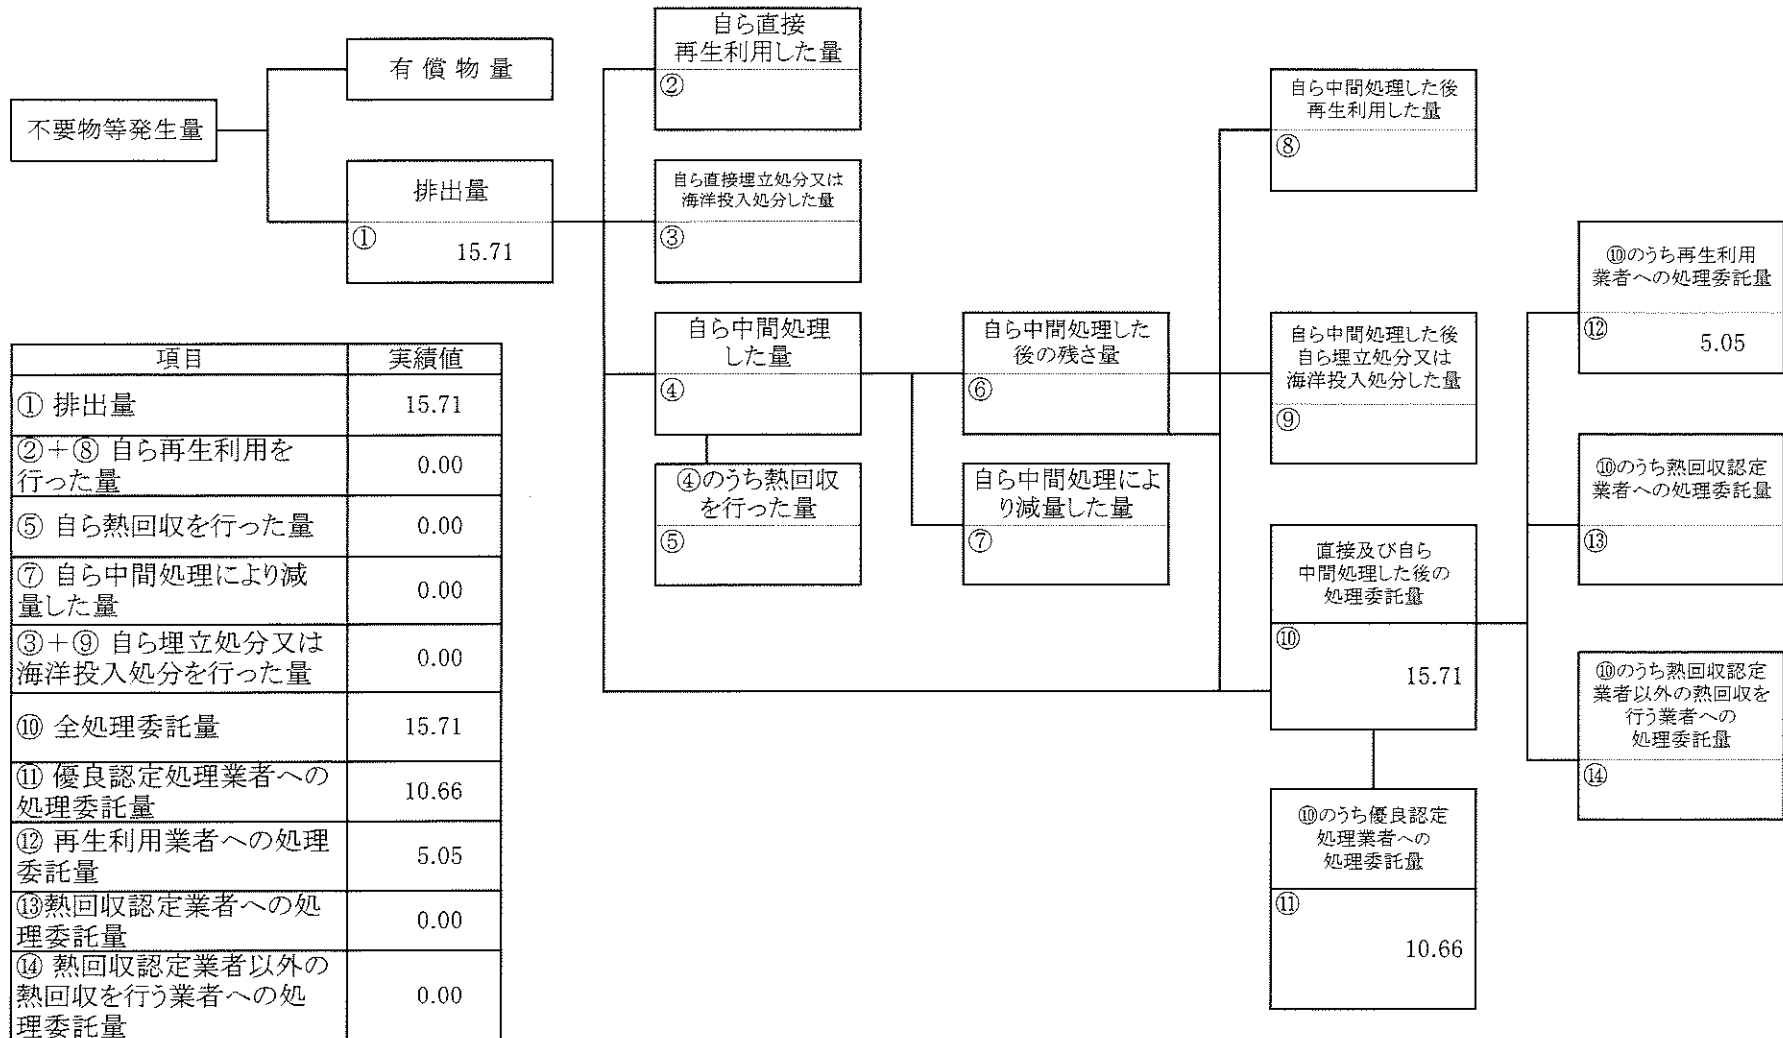 不要物等発生量
有償物量
排出量
①
15.71
自ら直接
再生利用した量
②
自ら直接埋立処分又は
海洋投入処分した量
③
自ら中間処理
した量
④
④のうち熱回収
を行った量
⑤
自ら中間処理した
後の残さ量
⑥
自ら中間処理によ
り減量した量
⑦
自ら中間処理した後
再生利用した量
⑧
自ら中間処理した後
自ら埋立処分又は
海洋投入処分した量
⑨
直接及び自ら
中間処理した後の
処理委託量
⑩
15.71
⑩のうち優良認定
処理業者への
処理委託量
⑪
10.66
⑩のうち再生利用
業者への処理委託量
⑫
5.05
⑩のうち熱回収認定
業者への処理委託量
⑬
⑩のうち熱回収認定
業者以外の熱回収を
行う業者への
処理委託量
⑭
項目 実績値
① 排出量 15.71
②+⑧ 自ら再生利用を
行った量 0.00
⑤ 自ら熱回収を行った量 0.00
⑦ 自ら中間処理により減
量した量 0.00
③+⑨ 自ら埋立処分又は
海洋投入処分を行った量 0.00
⑩ 全処理委託量 15.71
⑪ 優良認定処理業者への
処理委託量 10.66
⑫ 再生利用業者への処理
委託量 5.05
⑬熱回収認定業者への処
理委託量 0.00
⑭ 熱回収認定業者以外の
熱回収を行う業者への処
理委託量 0.00